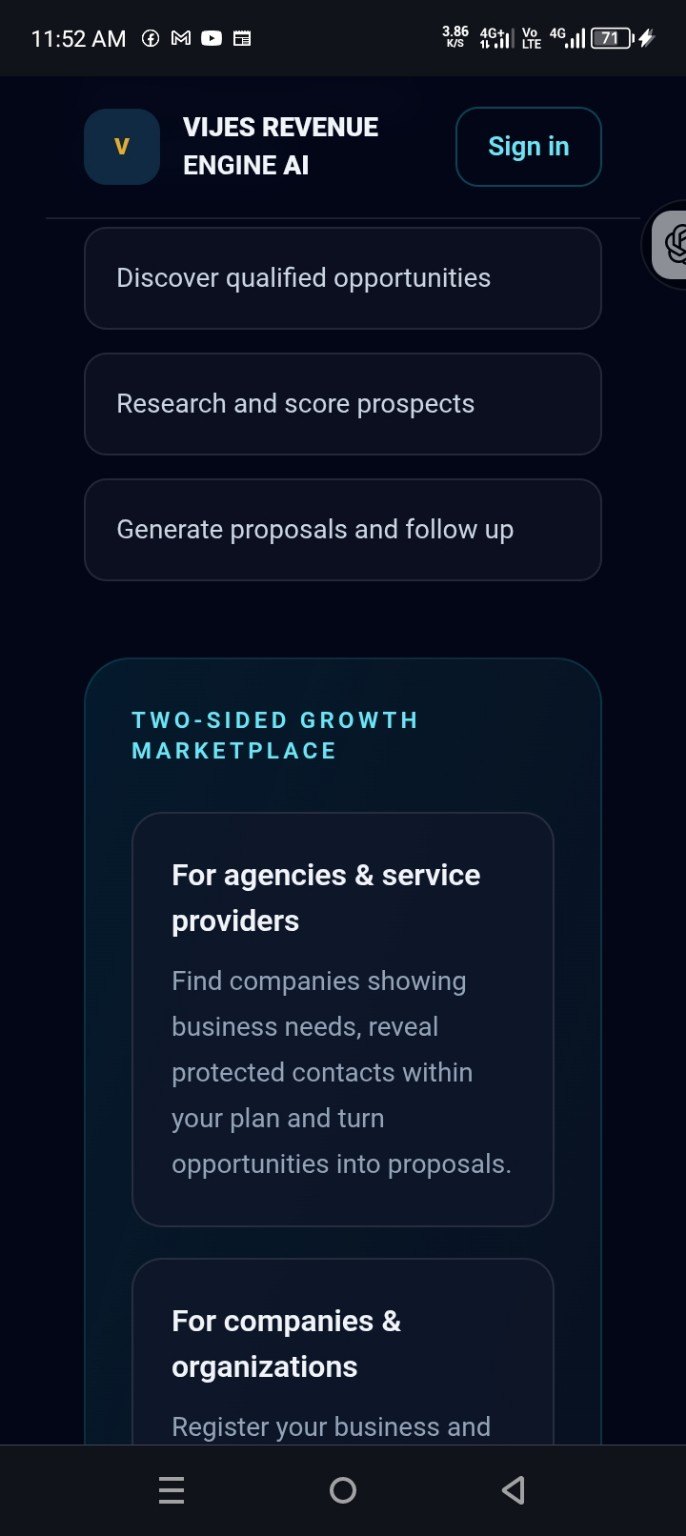 11:52 AM
3.86 K/S 4G+ Vo LTE 4G 71
V
VIJES REVENUE
ENGINE AI
Sign in
Discover qualified opportunities
Research and score prospects
Generate proposals and follow up
TWO-SIDED GROWTH
MARKETPLACE
For agencies & service
providers
Find companies showing
business needs, reveal
protected contacts within
your plan and turn
opportunities into proposals.
For companies &
organizations
Register your business and